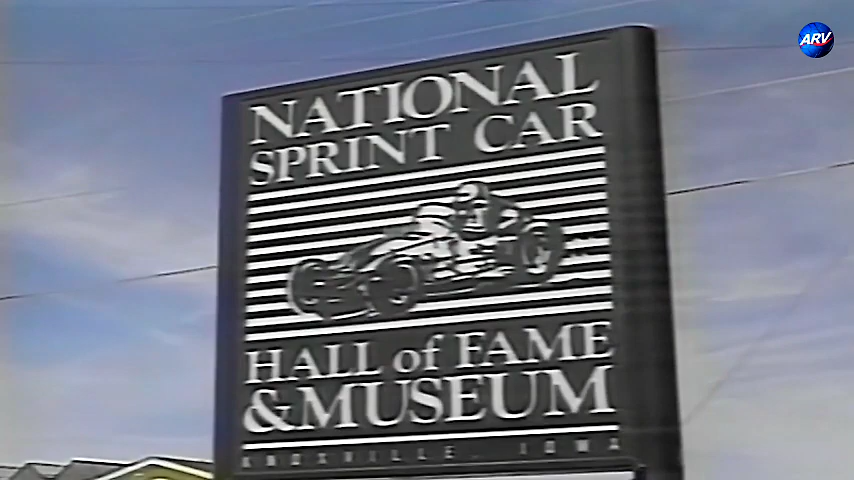 ARV
NATIONAL
SPRINT CAR
HALL of FAME
& MUSEUM
KNOXVILLE, IOWA